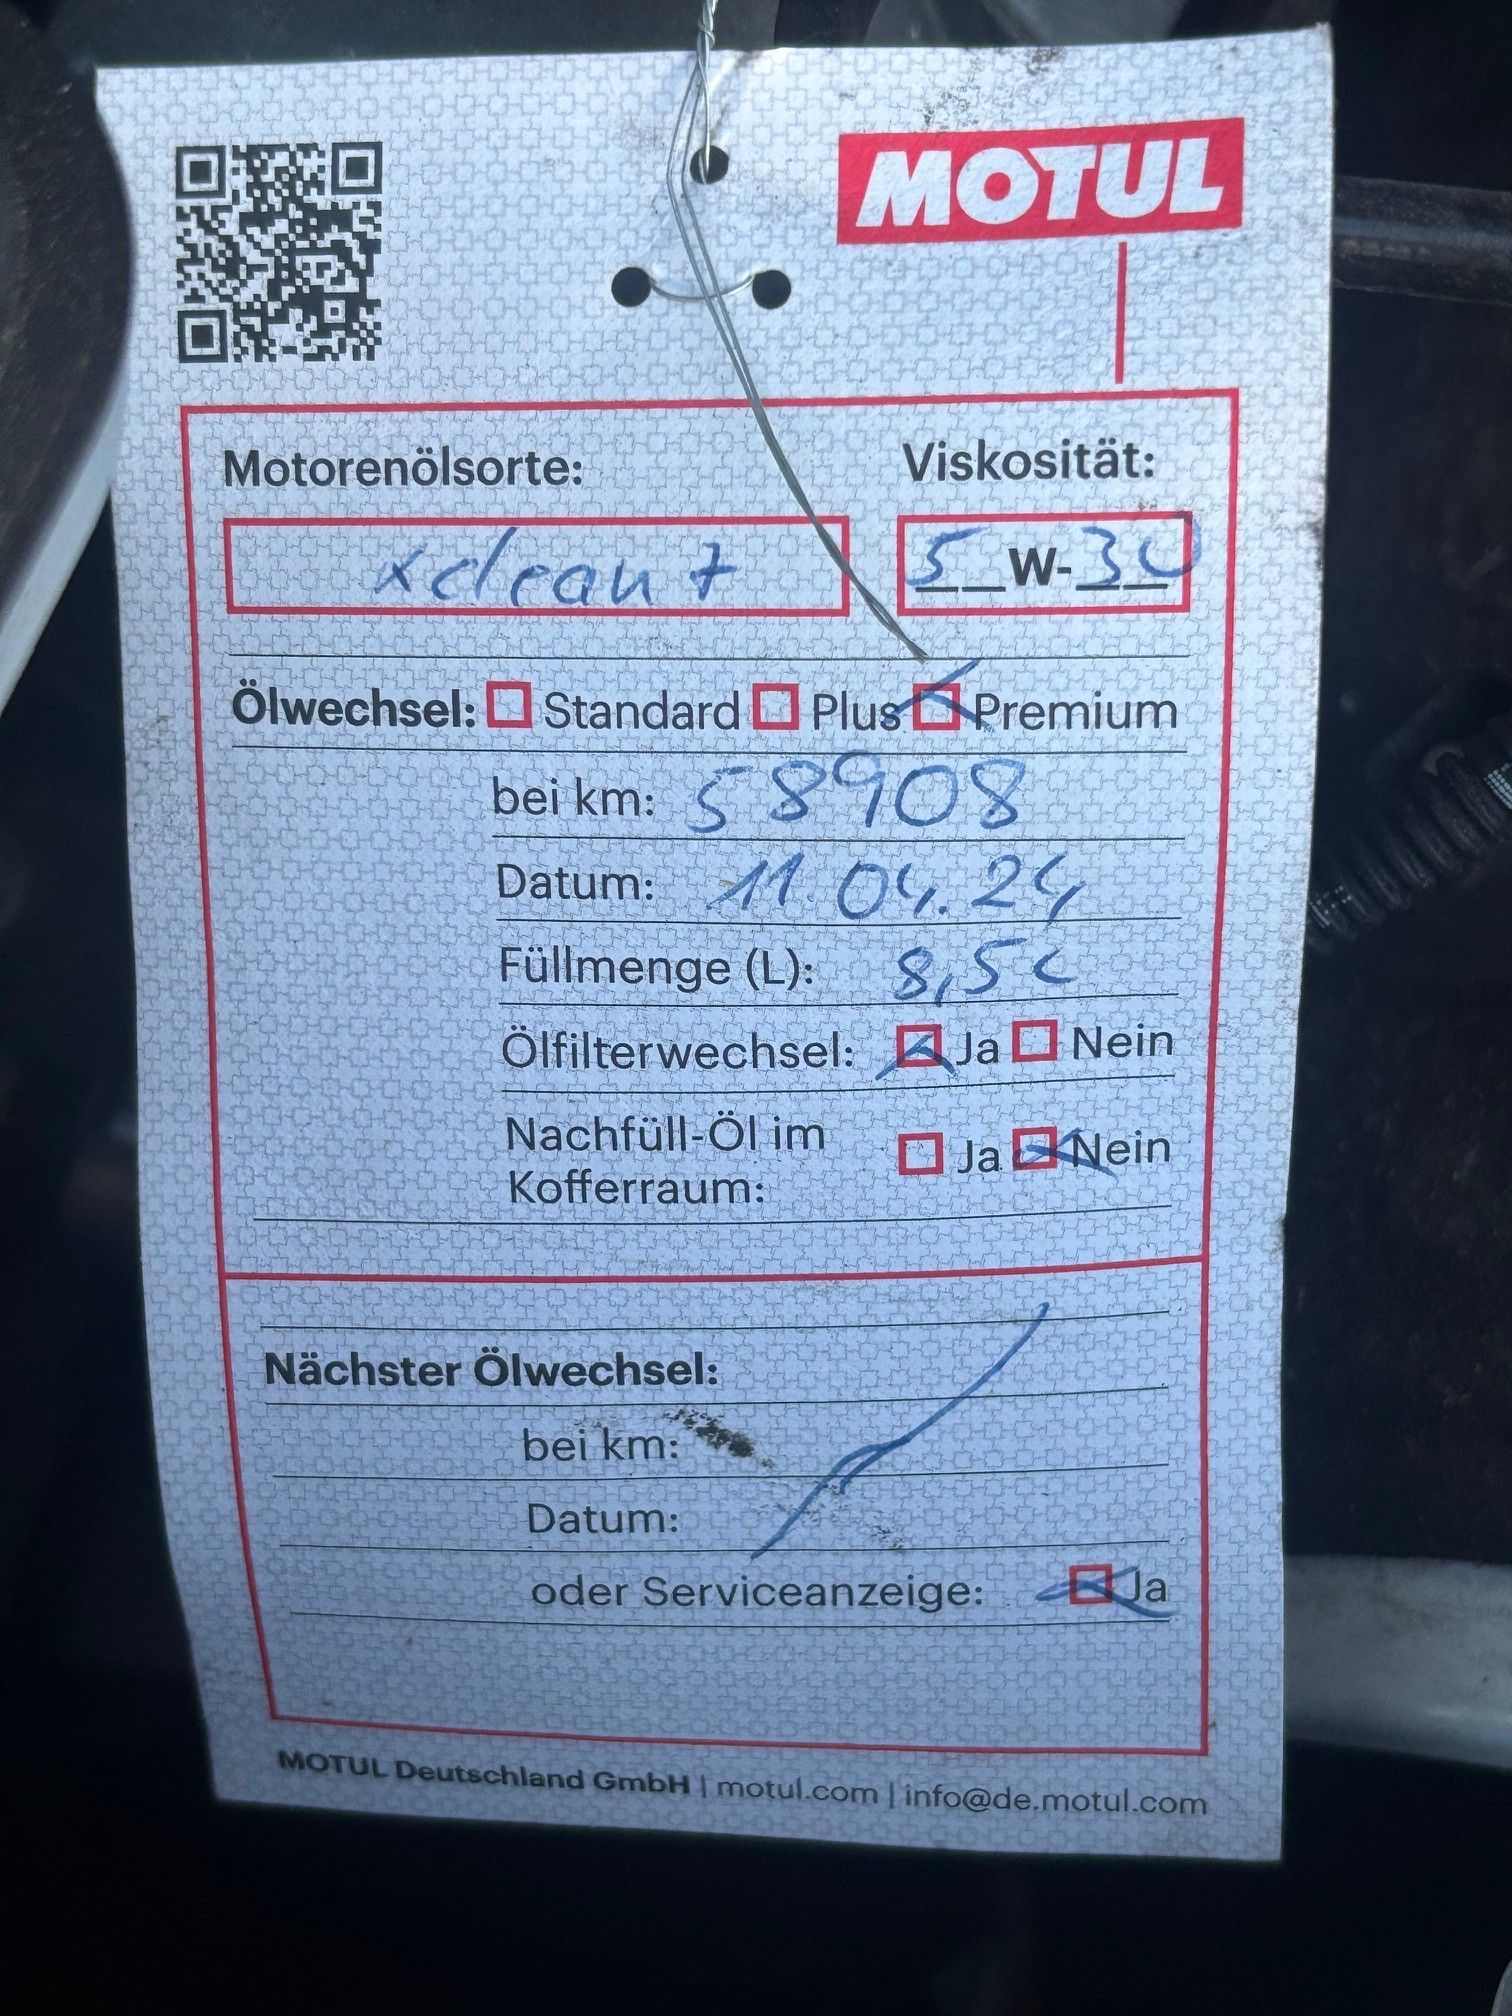 MOTUL
Motorenölsorte: Viskosität:
xclean+ 5__W-30
Ölwechsel: Standard Plus Premium
bei km: 58908
Datum: 11.04.24
Füllmenge (L): 8,5L
Ölfilterwechsel: Ja Nein
Nachfüll-Öl im
Kofferraum: Ja Nein
Nächster Ölwechsel:
bei km:
Datum:
oder Serviceanzeige: Ja
MOTUL Deutschland GmbH | motul.com | info@de.motul.com